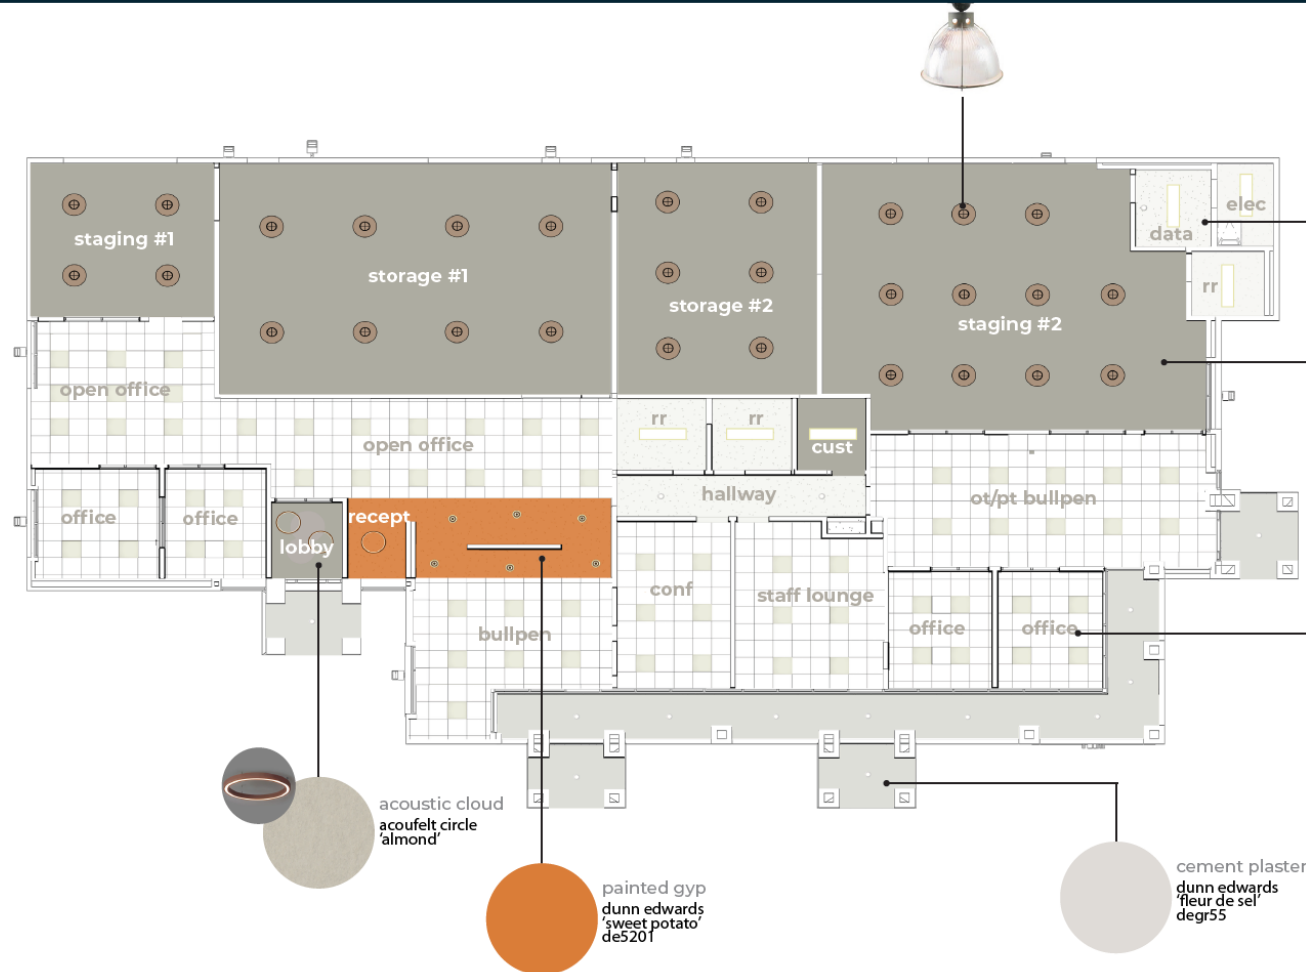 elec
data
staging #1
storage #1
rr
storage #2
staging #2
open office
rr
rr
open office
cust
hallway
ot/pt bullpen
office
office
recept
lobby
conf
staff lounge
office
office
bullpen
acoustic cloud
acoufelt circle
‘almond’
painted gyp
dunn edwards
‘sweet potato’
de5201
cement plaster
dunn edwards
‘fleur de sel’
degr55